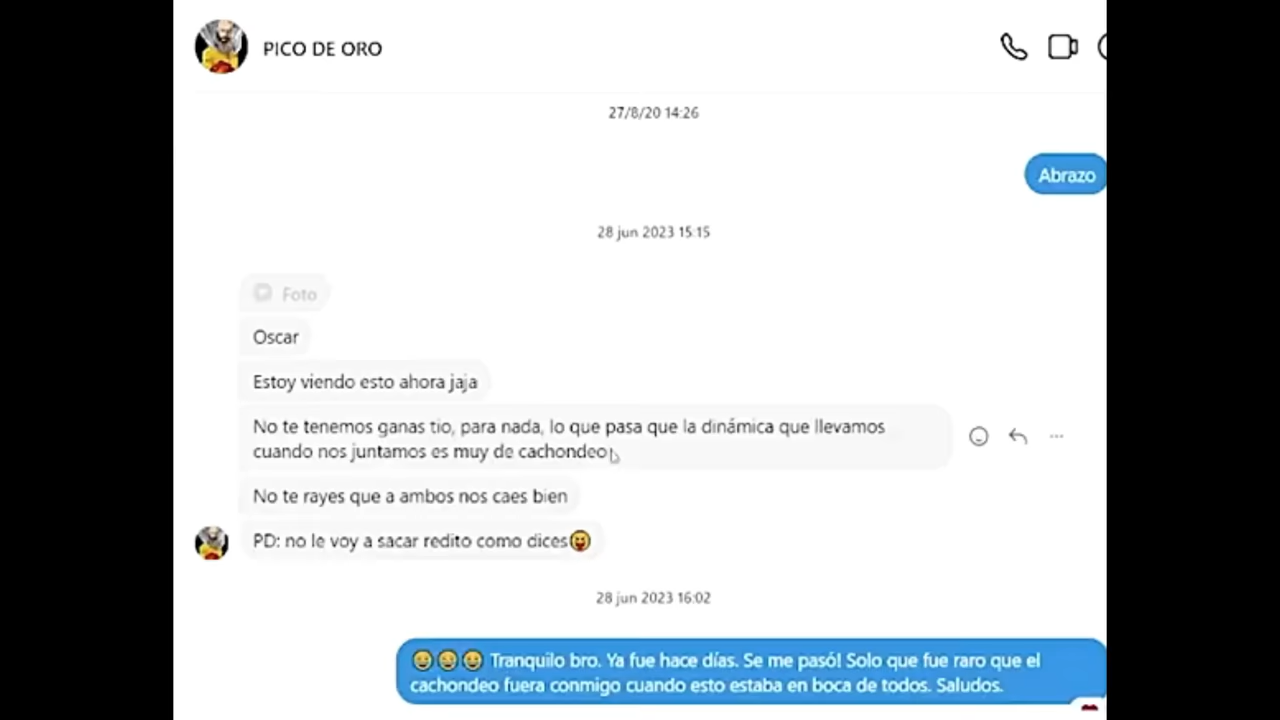 PICO DE ORO
27/8/20 14:26
Abrazo
28 jun 2023 15:15
Foto
Oscar
Estoy viendo esto ahora jaja
No te tenemos ganas tio, para nada, lo que pasa que la dinámica que llevamos
cuando nos juntamos es muy de cachondeo
No te rayes que a ambos nos caes bien
PD: no le voy a sacar redito como dices😝
28 jun 2023 16:02
😂😂😂 Tranquilo bro. Ya fue hace días. Se me pasó! Solo que fue raro que el
cachondeo fuera conmigo cuando esto estaba en boca de todos. Saludos.